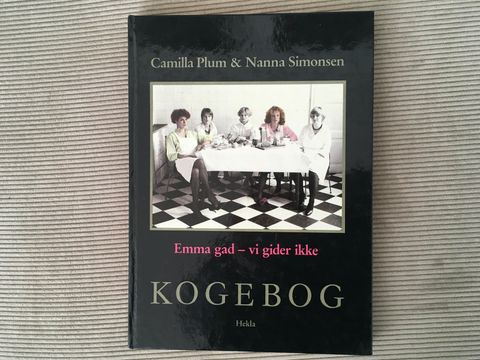 Camilla Plum & Nanna Simonsen
Emma gad – vi gider ikke
KOGEBOG
Hekla